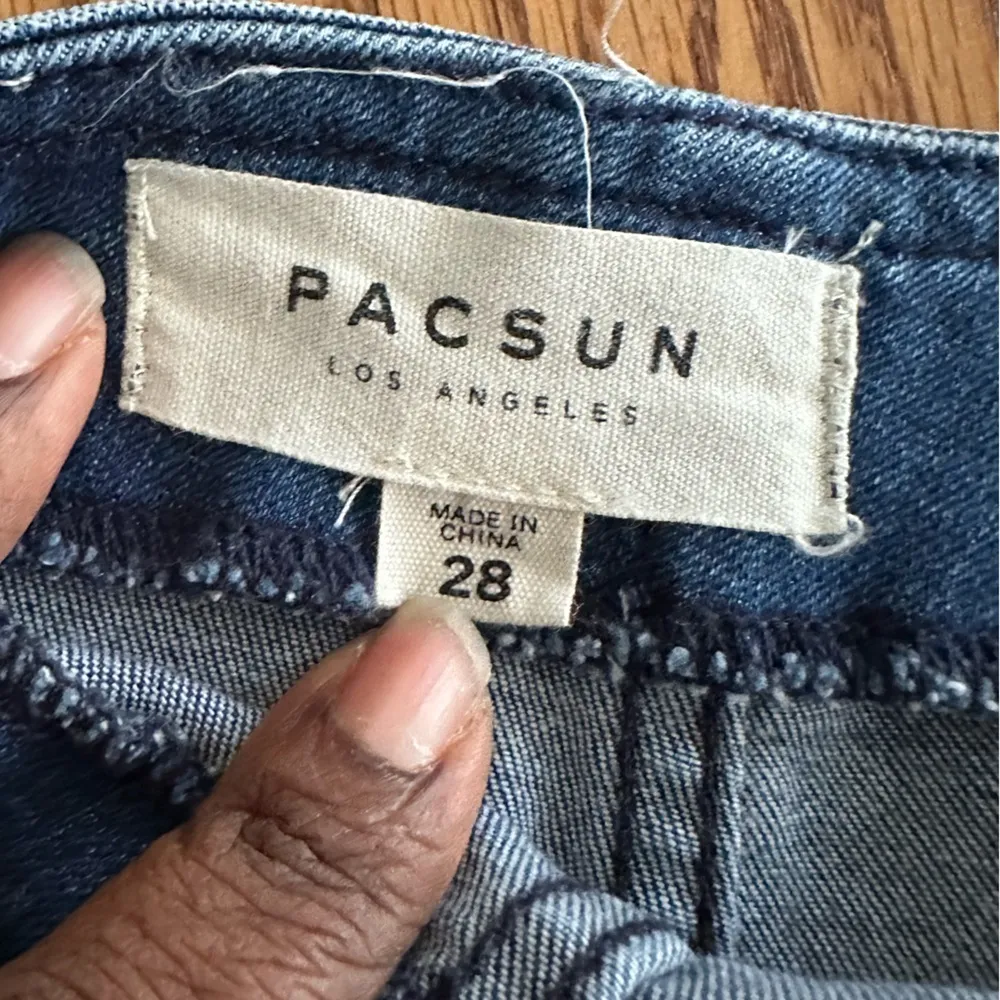 PACSUN
LOS ANGELES
MADE IN
CHINA
28